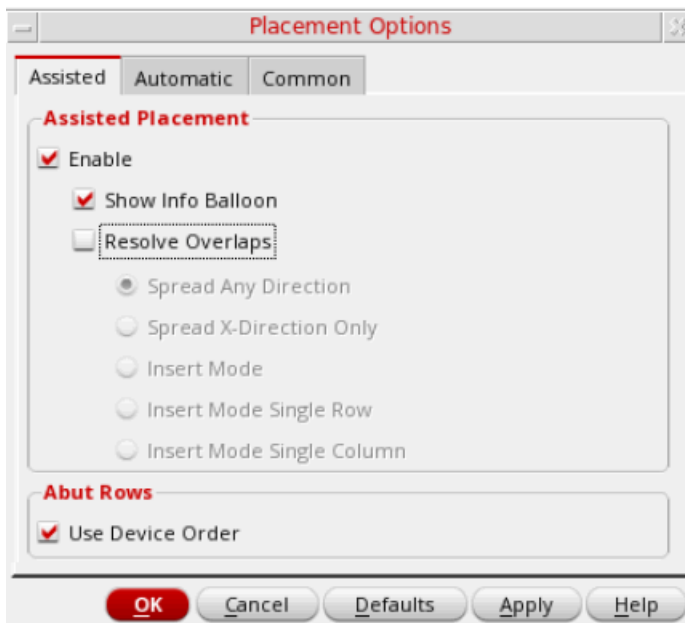 Placement Options
Assisted Automatic Common
Assisted Placement
Enable
Show Info Balloon
Resolve Overlaps
Spread Any Direction
Spread X-Direction Only
Insert Mode
Insert Mode Single Row
Insert Mode Single Column
Abut Rows
Use Device Order
OK Cancel Defaults Apply Help